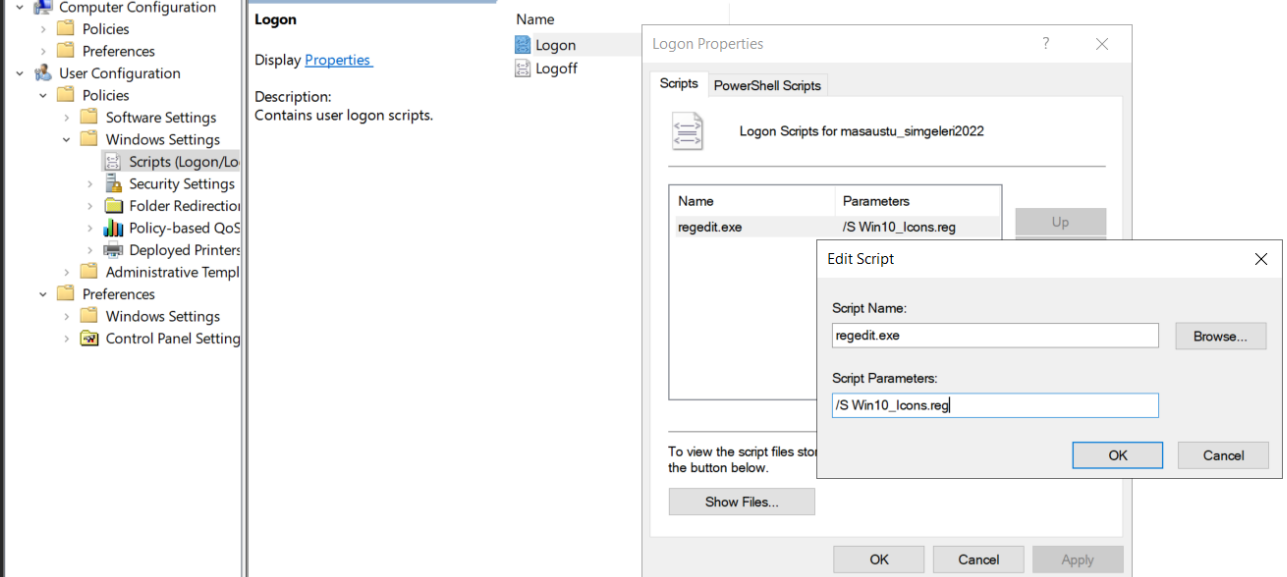 Computer Configuration
Policies
Preferences
User Configuration
Policies
Software Settings
Windows Settings
Scripts (Logon/Lo
Security Settings
Folder Redirection
Policy-based QoS
Deployed Printers
Administrative Templ
Preferences
Windows Settings
Control Panel Setting
Logon
Display Properties
Description:
Contains user logon scripts.
Name
Logon
Logoff
Logon Properties
?
Scripts
PowerShell Scripts
Logon Scripts for masaustu_simgeleri2022
Name Parameters
regedit.exe /S Win10_Icons.reg
Up
To view the script files stor
the button below.
Show Files...
OK Cancel Apply
Edit Script
Script Name:
regedit.exe
Browse...
Script Parameters:
/S Win10_Icons.reg
OK Cancel